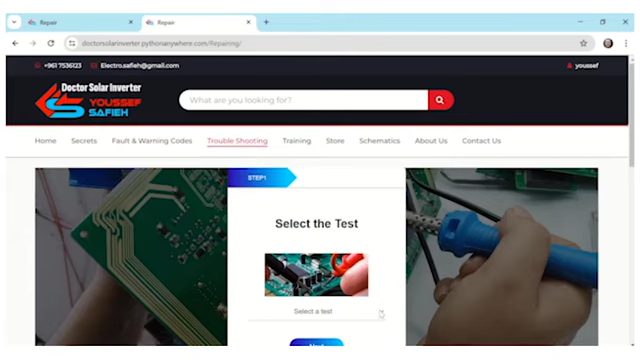 Repair
Repair
doctorsolarinverter.pythonanywhere.com/Repairing/
+961 7536123 Electro.safieh@gmail.com youssef
Doctor Solar Inverter
YOUSSEF
SAFIEH
What are you looking for?
Home Secrets Fault & Warning Codes Trouble Shooting Training Store Schematics About Us Contact Us
STEP1
Select the Test
Select a test
Next